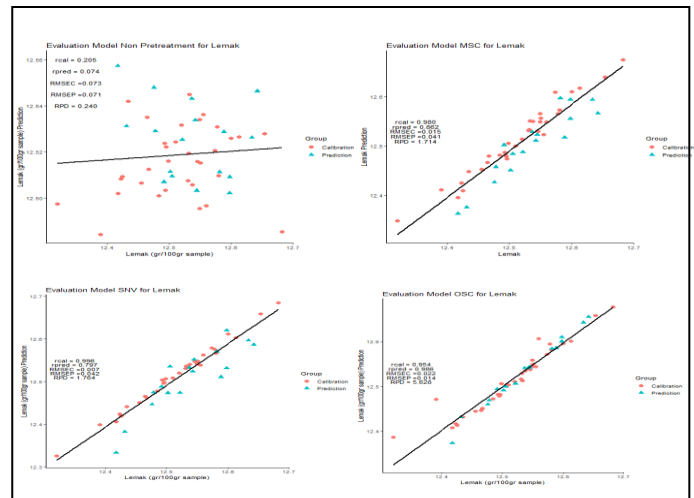 Evaluation Model Non Pretreatment for Lemak
rcal = 0.205
rpred = 0.074
RMSEC =0.073
RMSEP =0.071
RPD = 0.240
12.66
12.64
12.62
12.60
Lemak (gr/100gr sample) Prediction
12.4
12.5
12.6
12.7
Lemak (gr/100gr sample)
Group
Calibration
Prediction
Evaluation Model MSC for Lemak
rcal = 0.980
rpred = 0.862
RMSEC =0.015
RMSEP =0.041
RPD = 1.714
12.6
12.5
12.4
Lemak Prediction
12.5
12.6
12.7
Lemak
Group
Calibration
Prediction
Evaluation Model SNV for Lemak
rcal = 0.996
rpred = 0.797
RMSEC =0.007
RMSEP =0.042
RPD = 1.764
12.7
12.6
12.5
12.4
12.3
Lemak (gr/100gr sample) Prediction
12.4
12.5
12.6
12.7
Lemak (gr/100gr sample)
Group
Calibration
Prediction
Evaluation Model OSC for Lemak
rcal = 0.954
rpred = 0.986
RMSEC =0.022
RMSEP =0.014
RPD = 5.628
12.6
12.5
12.4
Lemak (gr/100gr sample) Prediction
12.4
12.5
12.6
12.7
Lemak (gr/100gr sample)
Group
Calibration
Prediction